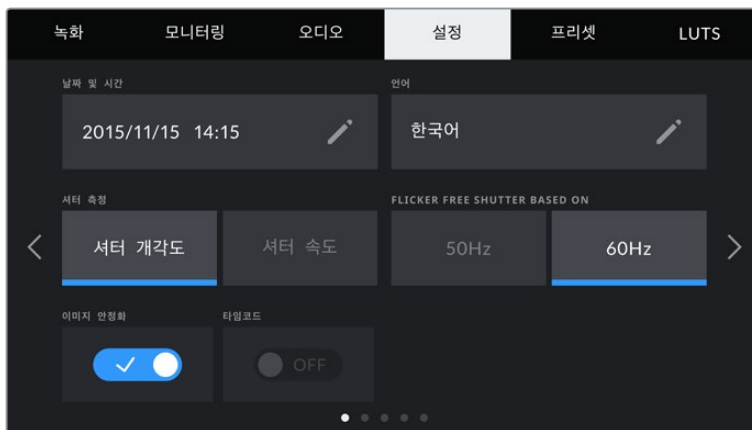 녹화 모니터링 오디오 설정 프리셋 LUTS
날짜 및 시간 언어
2015/11/15 14:15 한국어
셔터 측정 FLICKER FREE SHUTTER BASED ON
셔터 개각도 셔터 속도 50Hz 60Hz
이미지 안정화 타임코드
OFF